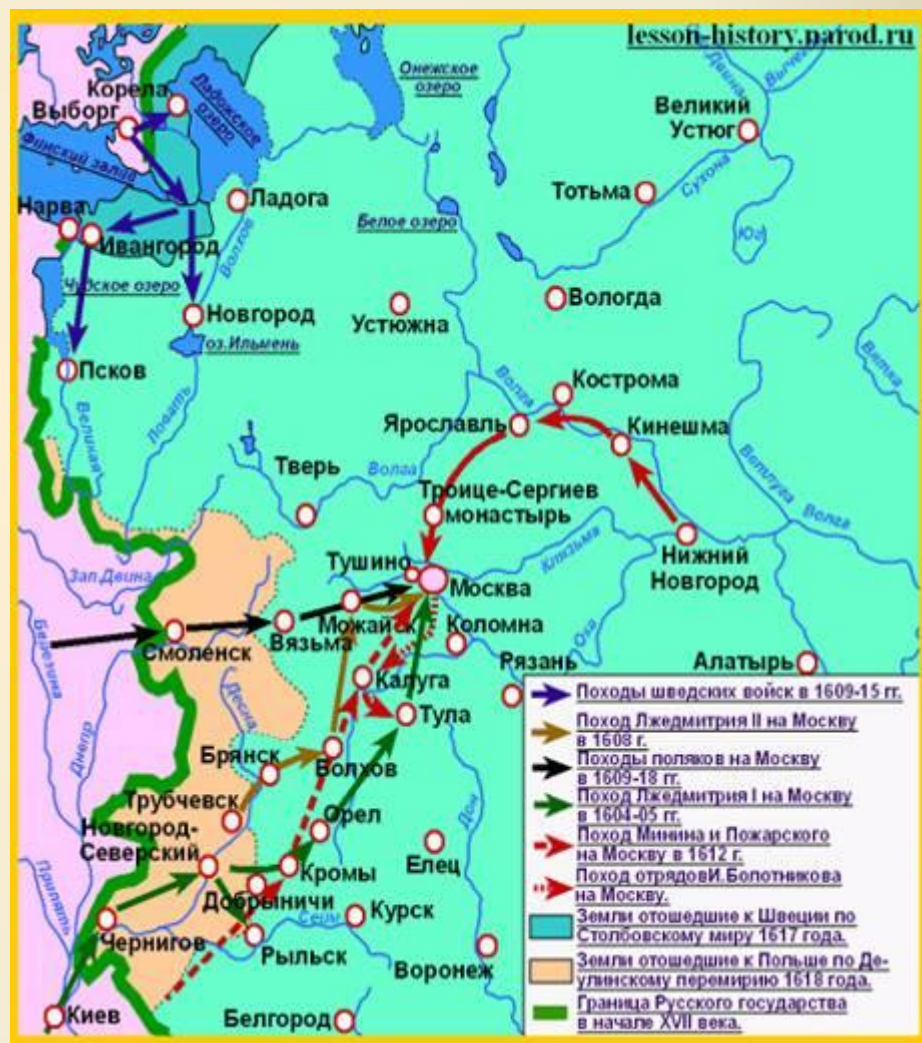 lesson-history.narod.ru
Онежское
озеро
Двина
Вычегда
Корела
Выборг
Ладожское
озеро
Великий
Устюг
Финский залив
Сухона
Тотьма
Ладога
Нарва
Белое озеро
Ивангород
Волхов
Юг
Чудское озеро
Вологда
Новгород
Устюжна
оз.Ильмень
Псков
Вятка
Кострома
Волга
Великая
Ловать
Ярославль
Кинешма
Тверь
Волга
Ветлуга
Волга
Троице-Сергиев
монастырь
Клязьма
Нижний
Новгород
Зап.Двина
Тушино
Москва
Можайск
Коломна
Вязьма
Ока
Березина
Смоленск
Рязань
Алатырь
Калуга
Десна
Днепр
Тула
Брянск
Волхов
Дон
Трубчевск
Новгород-
Северский
Орел
Елец
Кромы
Припять
Добрыничи
Сейм
Курск
Чернигов
Рыльск
Воронеж
Киев
Белгород
Походы шведских войск в 1609-15 гг.
Поход Лжедмитрия II на Москву
в 1608 г.
Походы поляков на Москву
в 1609-18 гг.
Поход Лжедмитрия I на Москву
в 1604-05 гг.
Поход Минина и Пожарского
на Москву в 1612 г.
Поход отрядовИ.Болотникова
на Москву.
Земли отошедшие к Швеции по
Столбовскому миру 1617 года.
Земли отошедшие к Польше по Де-
улинскому перемирию 1618 года.
Граница Русского государства
в начале XVII века.